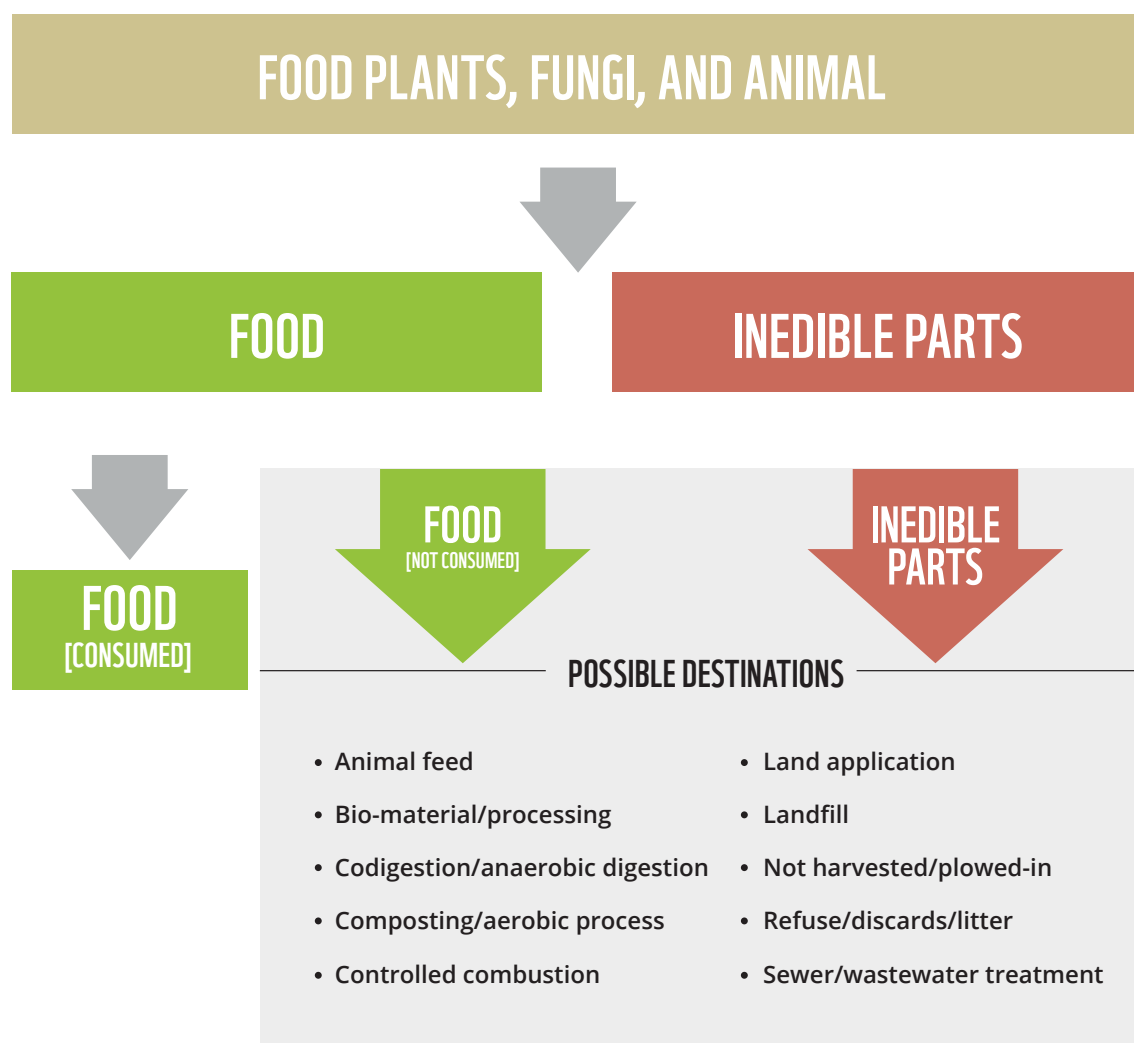 FOOD PLANTS, FUNGI, AND ANIMAL
FOOD
INEDIBLE PARTS
FOOD
[CONSUMED]
FOOD
[NOT CONSUMED]
INEDIBLE
PARTS
POSSIBLE DESTINATIONS
• Animal feed
• Bio-material/processing
• Codigestion/anaerobic digestion
• Composting/aerobic process
• Controlled combustion
• Land application
• Landfill
• Not harvested/plowed-in
• Refuse/discards/litter
• Sewer/wastewater treatment